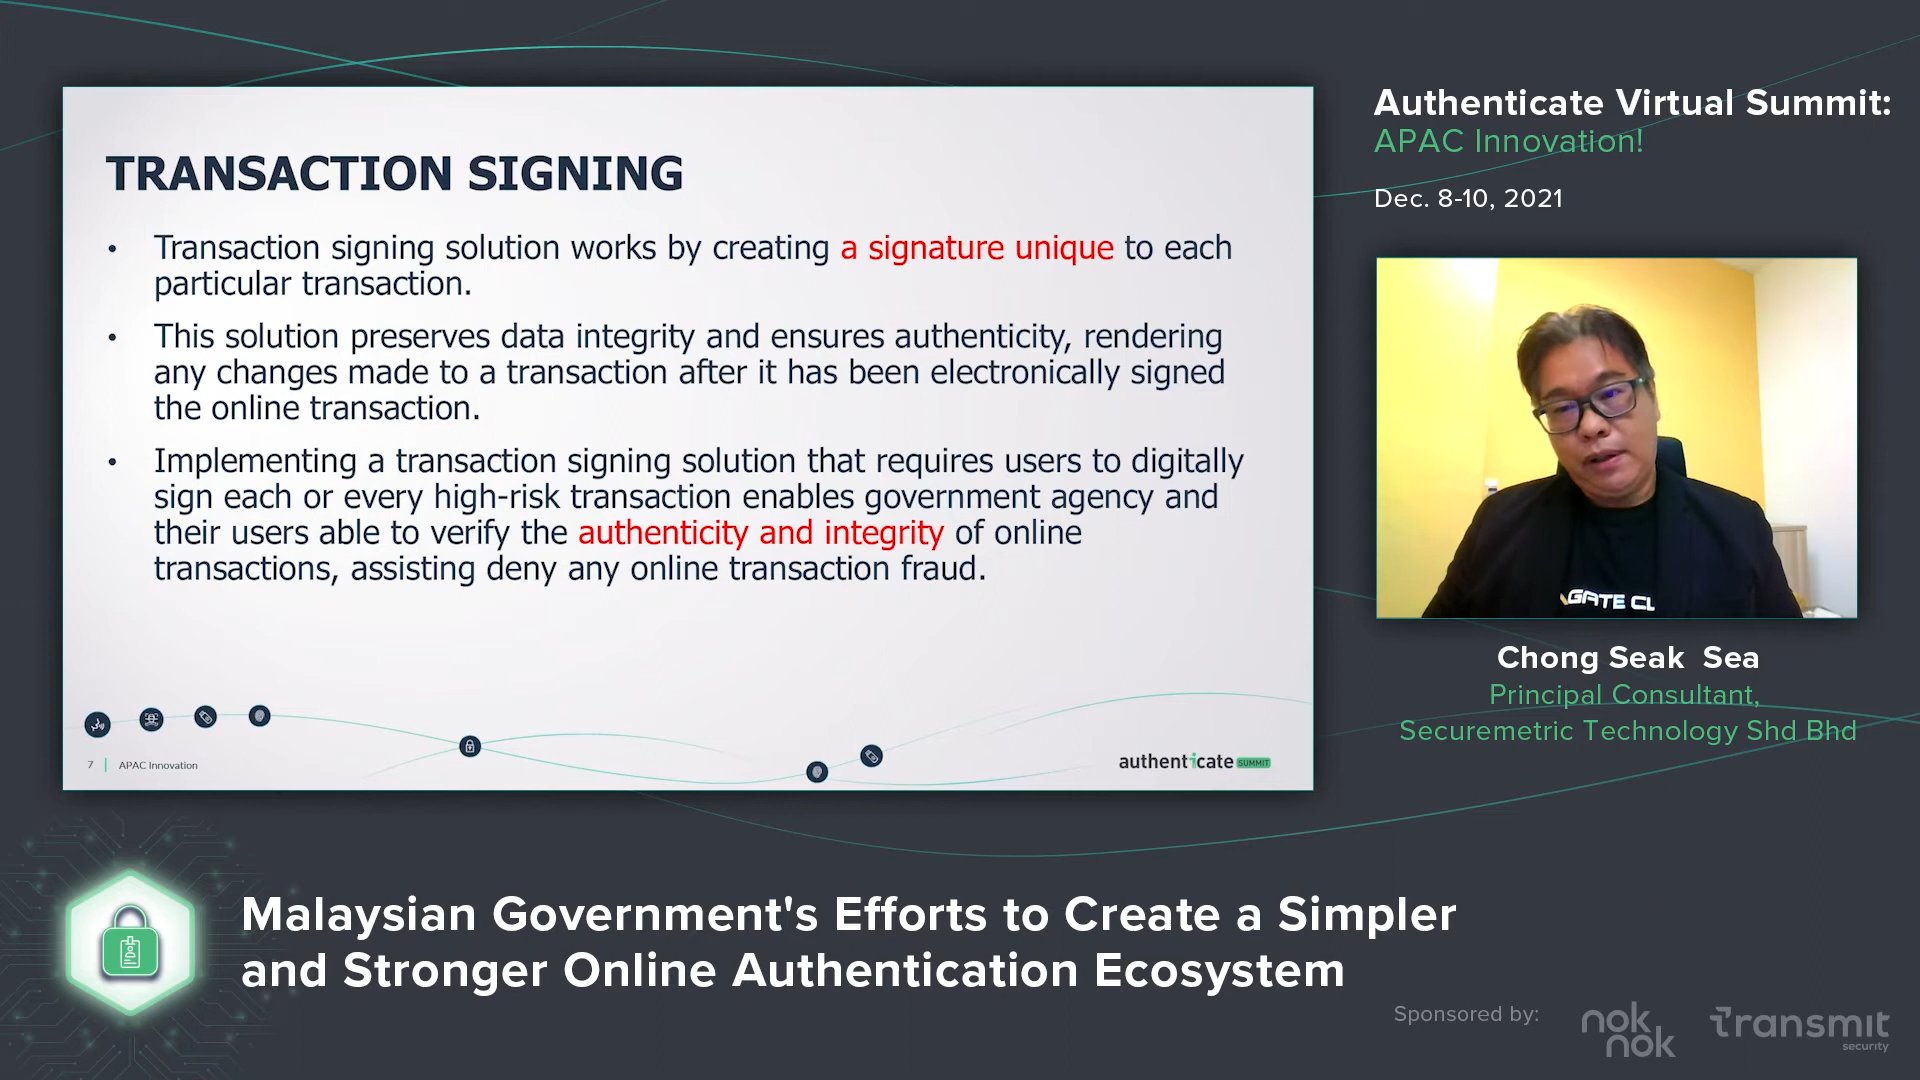 TRANSACTION SIGNING
• Transaction signing solution works by creating a signature unique to each
particular transaction.
• This solution preserves data integrity and ensures authenticity, rendering
any changes made to a transaction after it has been electronically signed
the online transaction.
• Implementing a transaction signing solution that requires users to digitally
sign each or every high-risk transaction enables government agency and
their users able to verify the authenticity and integrity of online
transactions, assisting deny any online transaction fraud.
7 | APAC Innovation
authenticate SUMMIT
Authenticate Virtual Summit:
APAC Innovation!
Dec. 8-10, 2021
GATE CL
Chong Seak  Sea
Principal Consultant,
Securemetric Technology Shd Bhd
Malaysian Government's Efforts to Create a Simpler
and Stronger Online Authentication Ecosystem
Sponsored by:
nok
nok
Transmit
security